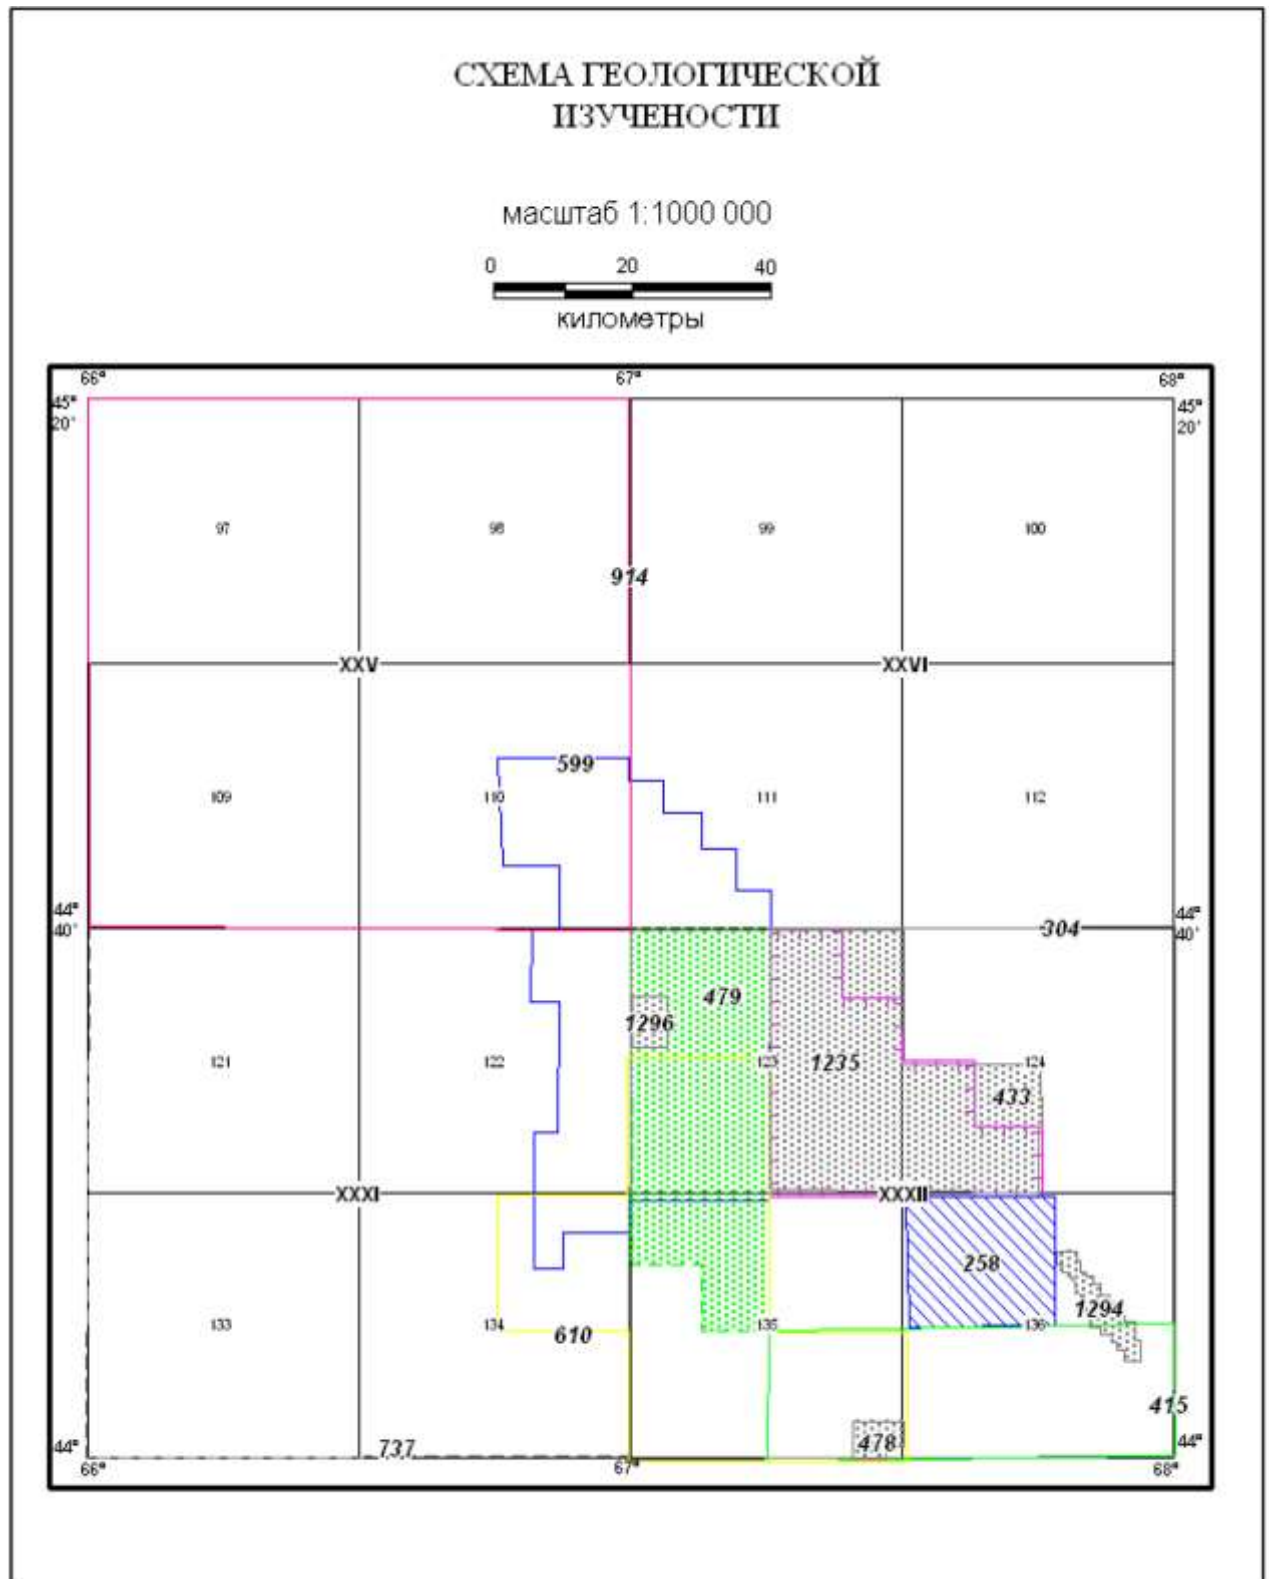 СХЕМА ГЕОЛОГИЧЕСКОЙ
ИЗУЧЕНОСТИ
масштаб 1:1000 000
0 20 40
километры
66° 67° 68°
45° 45°
20' 20'
97 98 99 100
914
XXV XXVI
599
109 110 111 112
44° 44°
40' 304 40'
479
1296
121 122 123 1235 124
433
XXXI XXXII
258
1294
133 134 135 136
610
415
44° 737 478 44°
66° 67° 68°